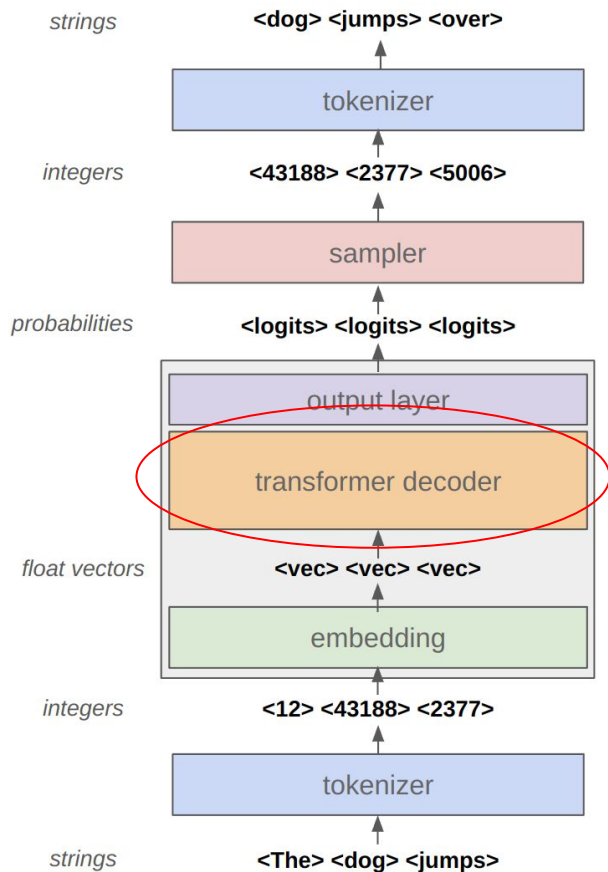 strings <dog> <jumps> <over>
tokenizer
integers <43188> <2377> <5006>
sampler
probabilities <logits> <logits> <logits>
output layer
transformer decoder
float vectors <vec> <vec> <vec>
embedding
integers <12> <43188> <2377>
tokenizer
strings <The> <dog> <jumps>